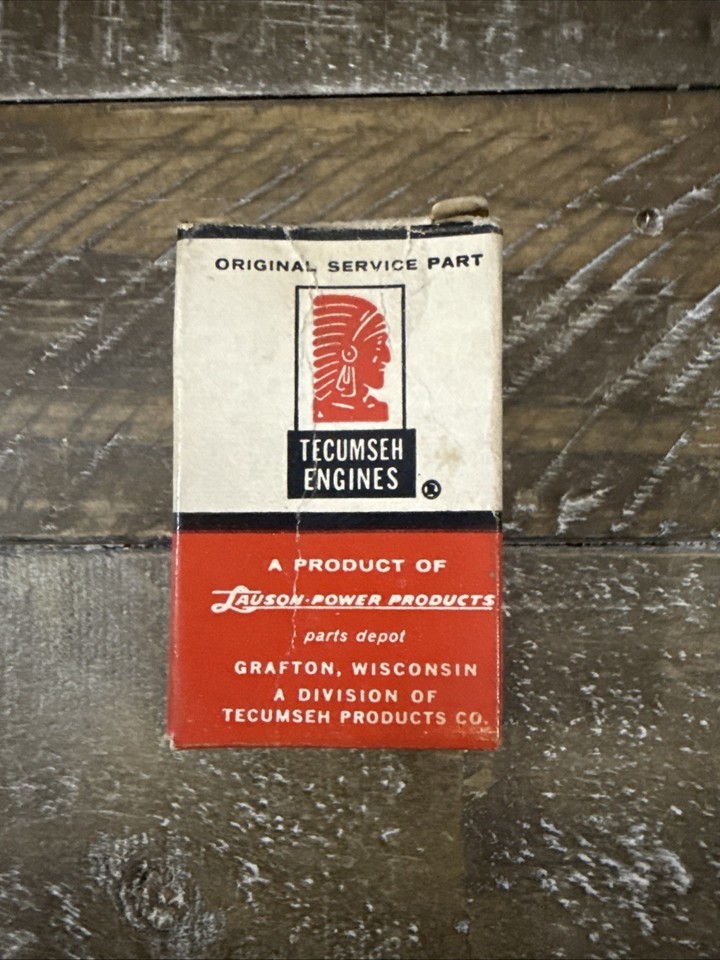 ORIGINAL SERVICE PART
TECUMSEH
ENGINES
A PRODUCT OF
LAUSON-POWER PRODUCTS
parts depot
GRAFTON, WISCONSIN
A DIVISION OF
TECUMSEH PRODUCTS CO.